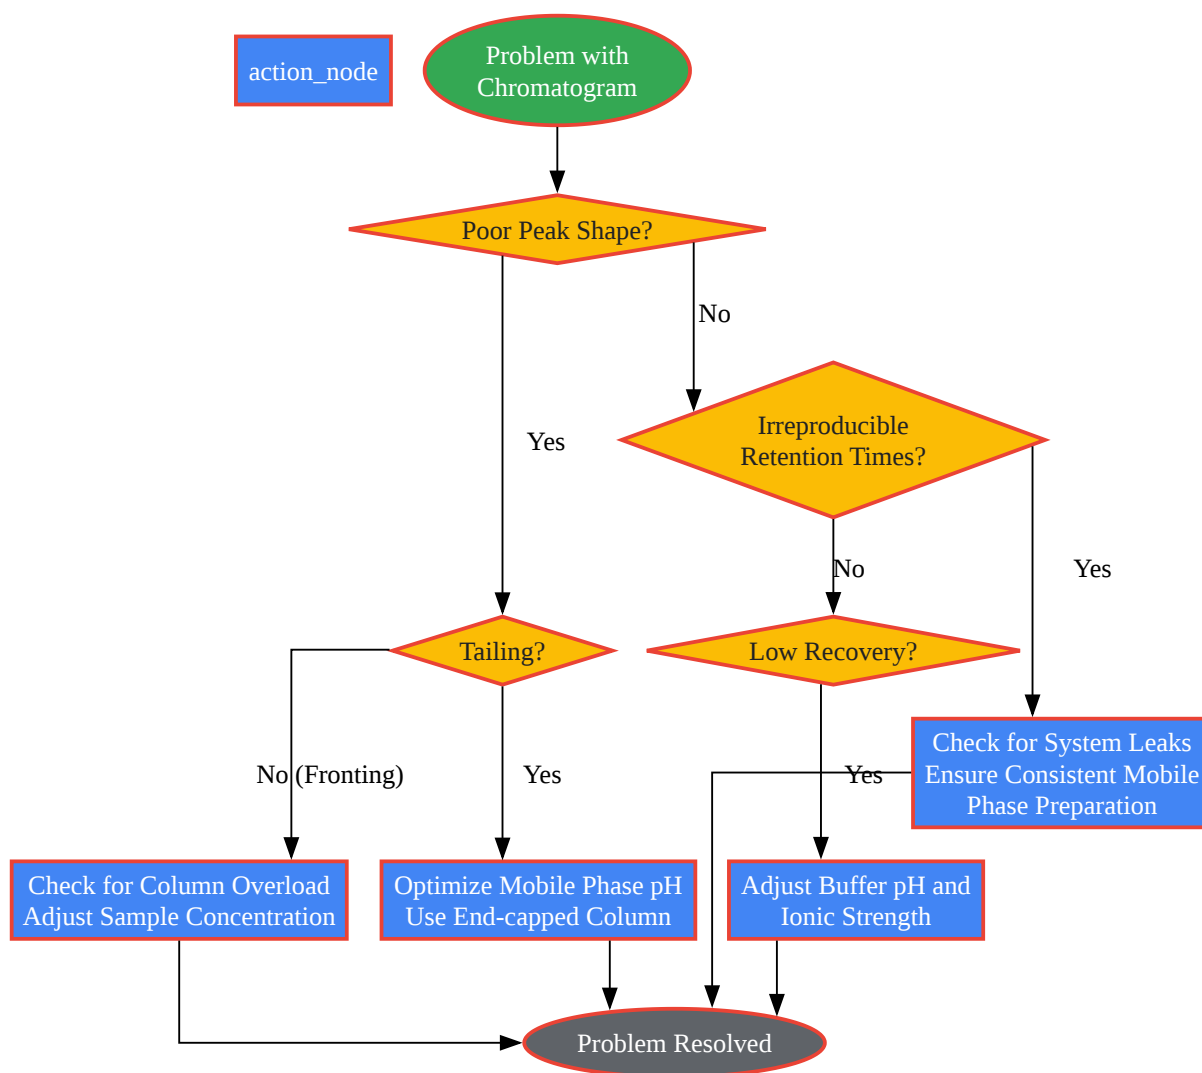 action_node
Problem with
Chromatogram
Poor Peak Shape?
No
Yes
Irreproducible
Retention Times?
No
Yes
Tailing?
Low Recovery?
No (Fronting)
Yes
Yes
Check for System Leaks
Ensure Consistent Mobile
Phase Preparation
Check for Column Overload
Adjust Sample Concentration
Optimize Mobile Phase pH
Use End-capped Column
Adjust Buffer pH and
Ionic Strength
Problem Resolved